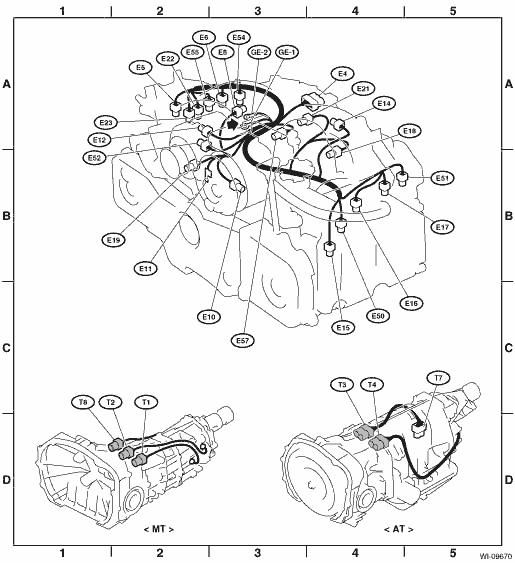 1 2 3 4 5
E6 E54
E22 E55 E8 GE-2 GE-1
E5 E4
A A
E21
E14
E23
E12 E18
E52
E51
B B
E17
E19
E11
E10 E15 E50 E16
E57
C C
T8 T2 T1 T3 T4 T7
D D
< MT > < AT >
1 2 3 4 5
WI-09670